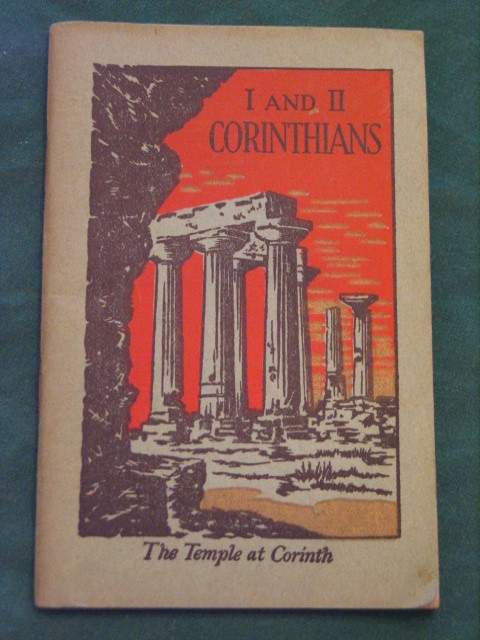 I AND II
CORINTHIANS
The Temple at Corinth